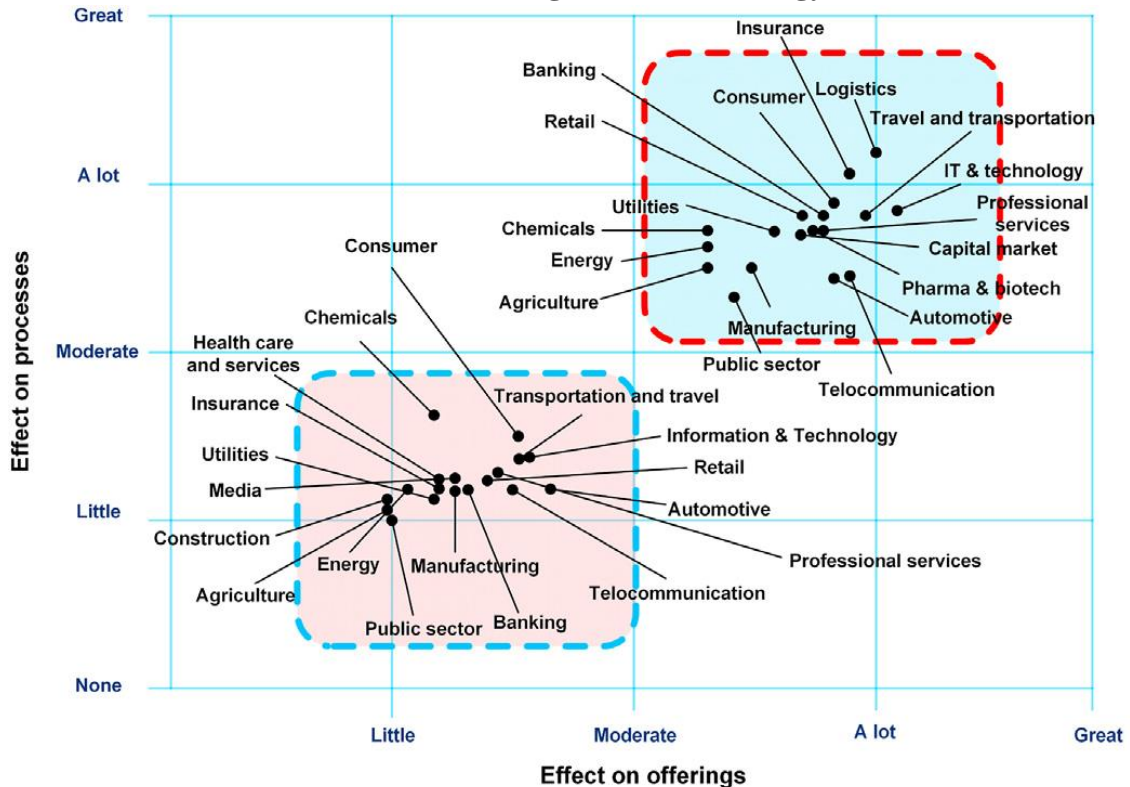 Great
Insurance
Banking
Consumer
Logistics
Retail
Travel and transportation
A lot
IT & technology
Utilities
Professional
services
Chemicals
Capital market
Consumer
Energy
Pharma & biotech
Agriculture
Automotive
Chemicals
Manufacturing
Moderate
Health care
and services
Public sector
Telocommunication
Transportation and travel
Insurance
Information & Technology
Utilities
Retail
Media
Little
Automotive
Construction
Energy
Manufacturing
Professional services
Agriculture
Telocommunication
Public sector
Banking
None
Little
Moderate
A lot
Great
Effect on processes
Effect on offerings